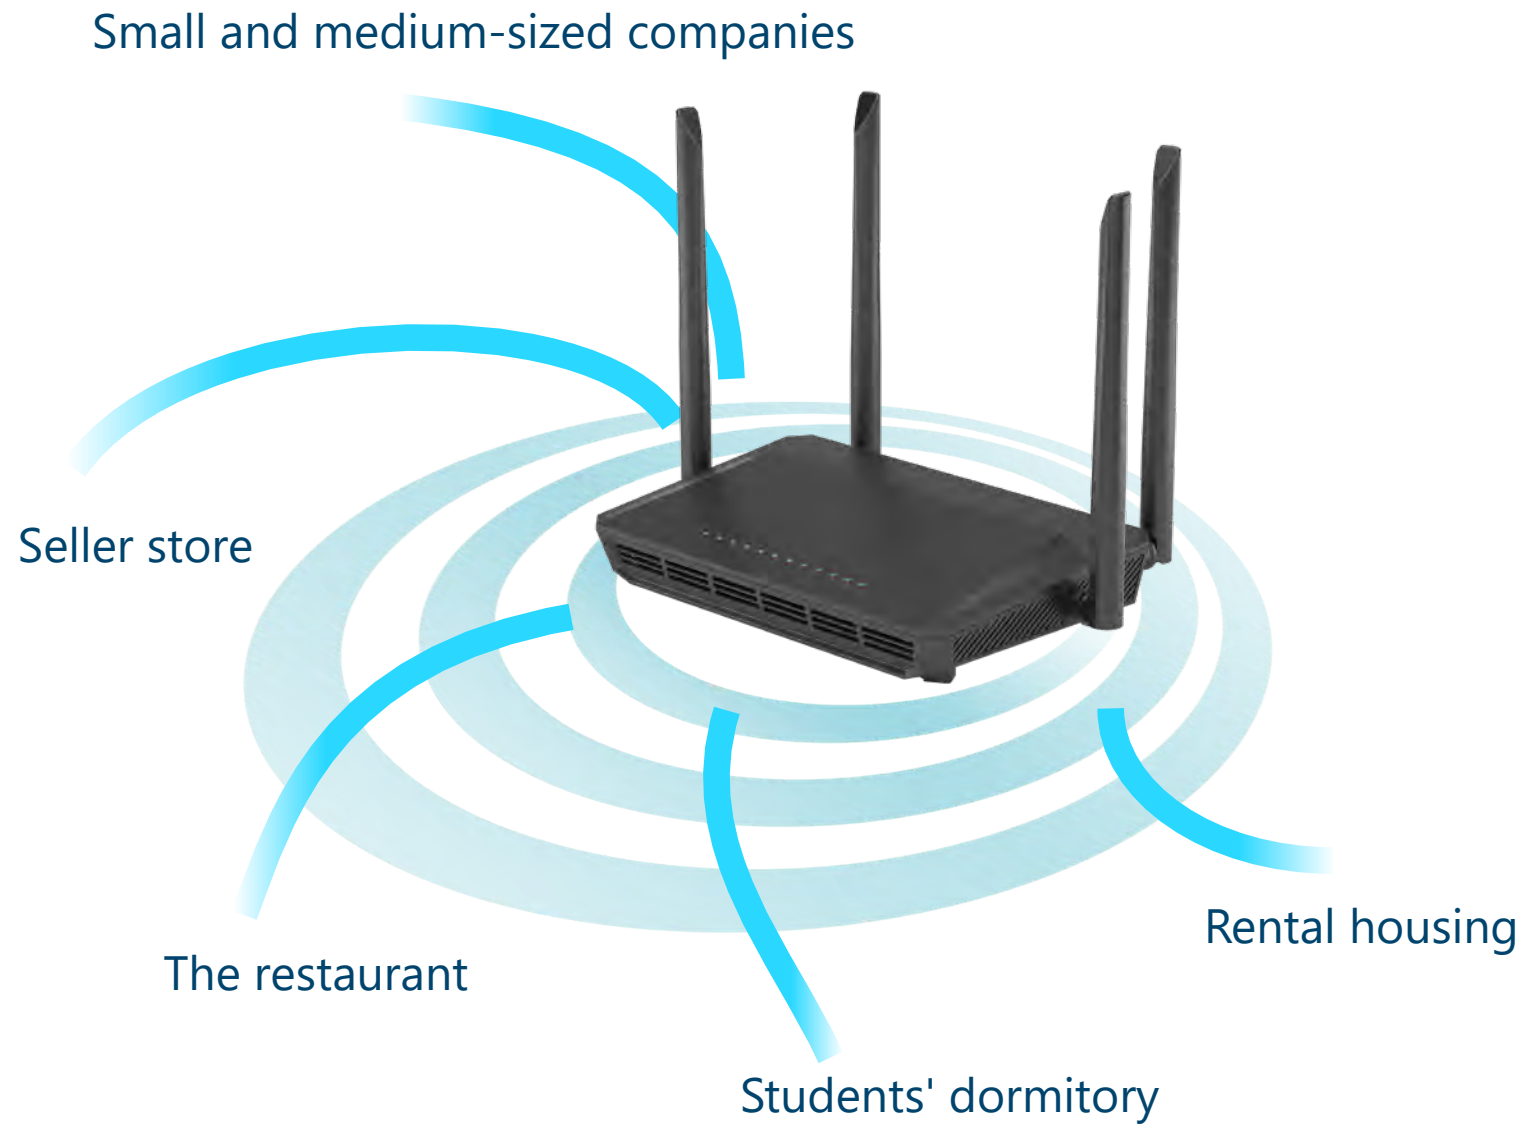 Small and medium-sized companies
Seller store
Rental housing
The restaurant
Students' dormitory